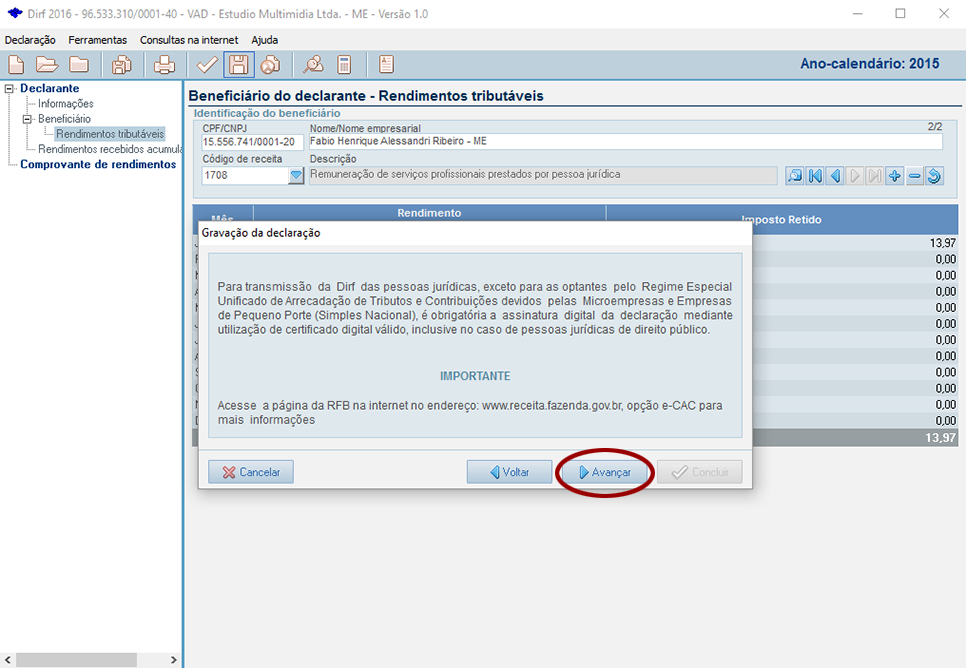 Dirf 2016 - 96.533.310/0001-40 - VAD - Estudio Multimidia Ltda. - ME - Versão 1.0
Declaração Ferramentas Consultas na internet Ajuda
Ano-calendário: 2015
Declarante
Informações
Beneficiário
Rendimentos tributáveis
Rendimentos recebidos acumula
Comprovante de rendimentos
Beneficiário do declarante - Rendimentos tributáveis
Identificação do beneficiário
CPF/CNPJ Nome/Nome empresarial 2/2
15.556.741/0001-20 Fabio Henrique Alessandri Ribeiro - ME
Código de receita Descrição
1708 Remuneração de serviços profissionais prestados por pessoa jurídica
Mês Rendimento Imposto Retido
Gravação da declaração
Para transmissão da Dirf das pessoas jurídicas, exceto para as optantes pelo Regime Especial
Unificado de Arrecadação de Tributos e Contribuições devidos pelas Microempresas e Empresas
de Pequeno Porte (Simples Nacional), é obrigatória a assinatura digital da declaração mediante
utilização de certificado digital válido, inclusive no caso de pessoas jurídicas de direito público.
IMPORTANTE
Acesse a página da RFB na internet no endereço: www.receita.fazenda.gov.br, opção e-CAC para
mais informações
Cancelar Voltar Avançar Concluir
13,97
0,00
0,00
0,00
0,00
0,00
0,00
0,00
0,00
0,00
0,00
0,00
13,97